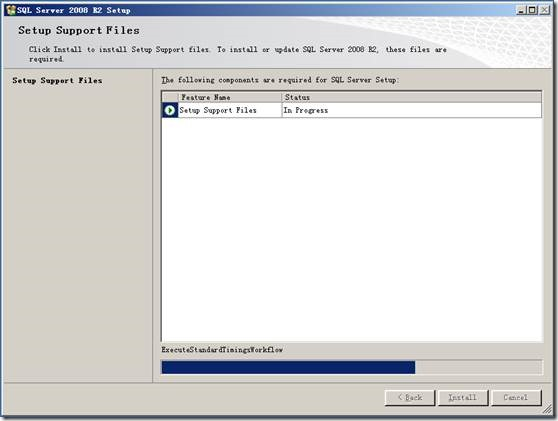 SQL Server 2008 R2 Setup
Setup Support Files
Click Install to install Setup Support files. To install or update SQL Server 2008 R2, these files are
required.
Setup Support Files
The following components are required for SQL Server Setup:
Feature Name Status
Setup Support Files In Progress
ExecuteStandardTimingsWorkflow
< Back Install Cancel